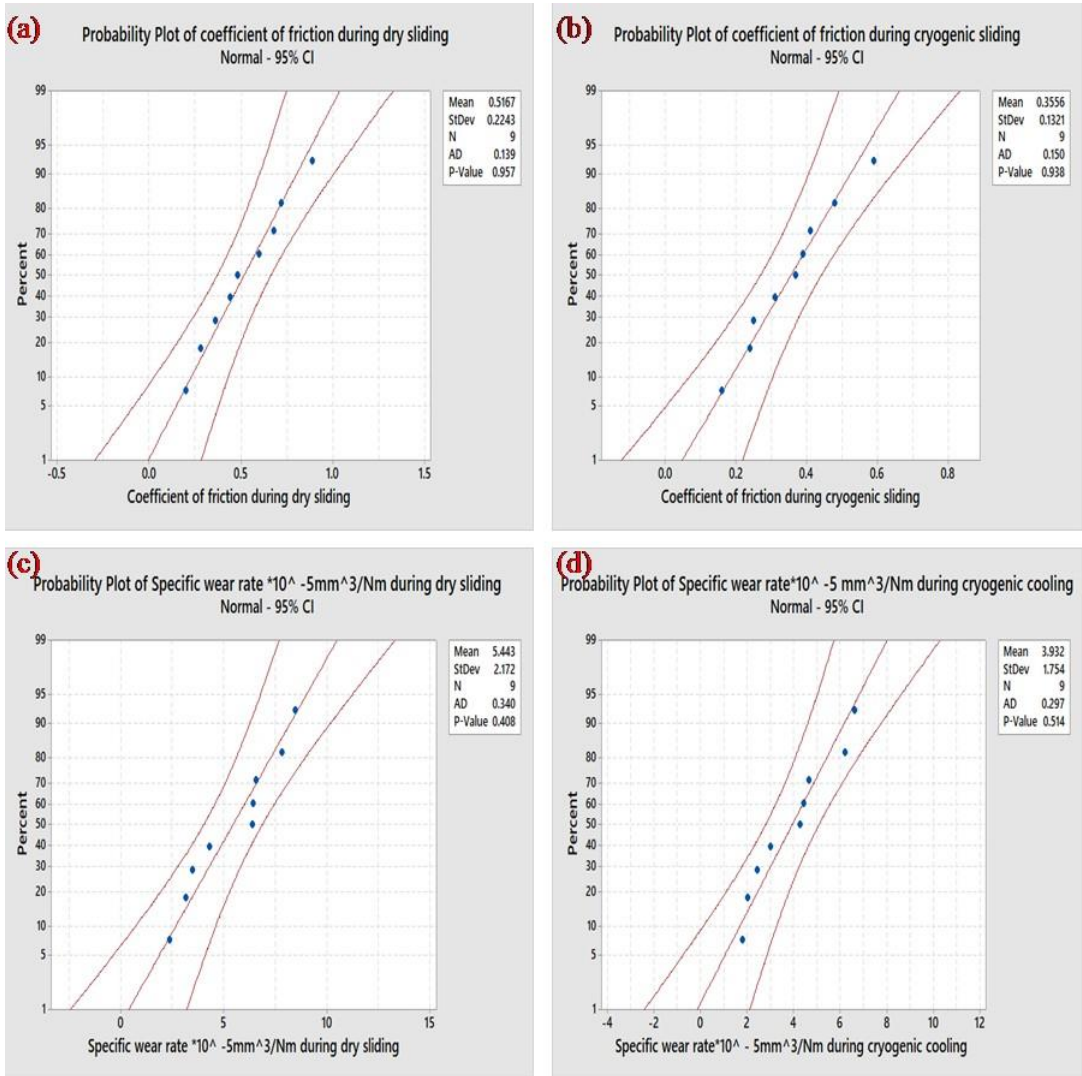 (a)
Probability Plot of coefficient of friction during dry sliding
Normal - 95% CI
Mean 0.5167
StDev 0.2243
N 9
AD 0.139
P-Value 0.957
Percent
99
95
90
80
70
60
50
40
30
20
10
5
1
-0.5 0.0 0.5 1.0 1.5
Coefficient of friction during dry sliding
(b)
Probability Plot of coefficient of friction during cryogenic sliding
Normal - 95% CI
Mean 0.3556
StDev 0.1321
N 9
AD 0.150
P-Value 0.938
Percent
99
95
90
80
70
60
50
40
30
20
10
5
1
0.0 0.2 0.4 0.6 0.8
Coefficient of friction during cryogenic sliding
(c)
Probability Plot of Specific wear rate *10^ -5mm^3/Nm during dry sliding
Normal - 95% CI
Mean 5.443
StDev 2.172
N 9
AD 0.340
P-Value 0.408
Percent
99
95
90
80
70
60
50
40
30
20
10
5
1
0 5 10 15
Specific wear rate *10^ -5mm^3/Nm during dry sliding
(d)
Probability Plot of Specific wear rate*10^ -5 mm^3/Nm during cryogenic cooling
Normal - 95% CI
Mean 3.932
StDev 1.754
N 9
AD 0.297
P-Value 0.514
Percent
99
95
90
80
70
60
50
40
30
20
10
5
1
-4 -2 0 2 4 6 8 10 12
Specific wear rate*10^ - 5mm^3/Nm during cryogenic cooling